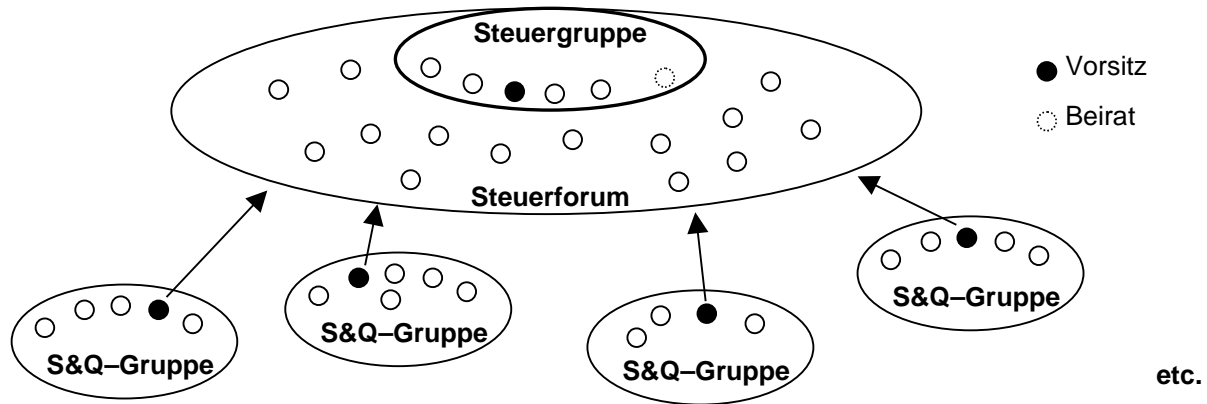 Steuergruppe
Vorsitz
Beirat
Steuerforum
S&Q–Gruppe
S&Q–Gruppe
S&Q–Gruppe
S&Q–Gruppe
etc.